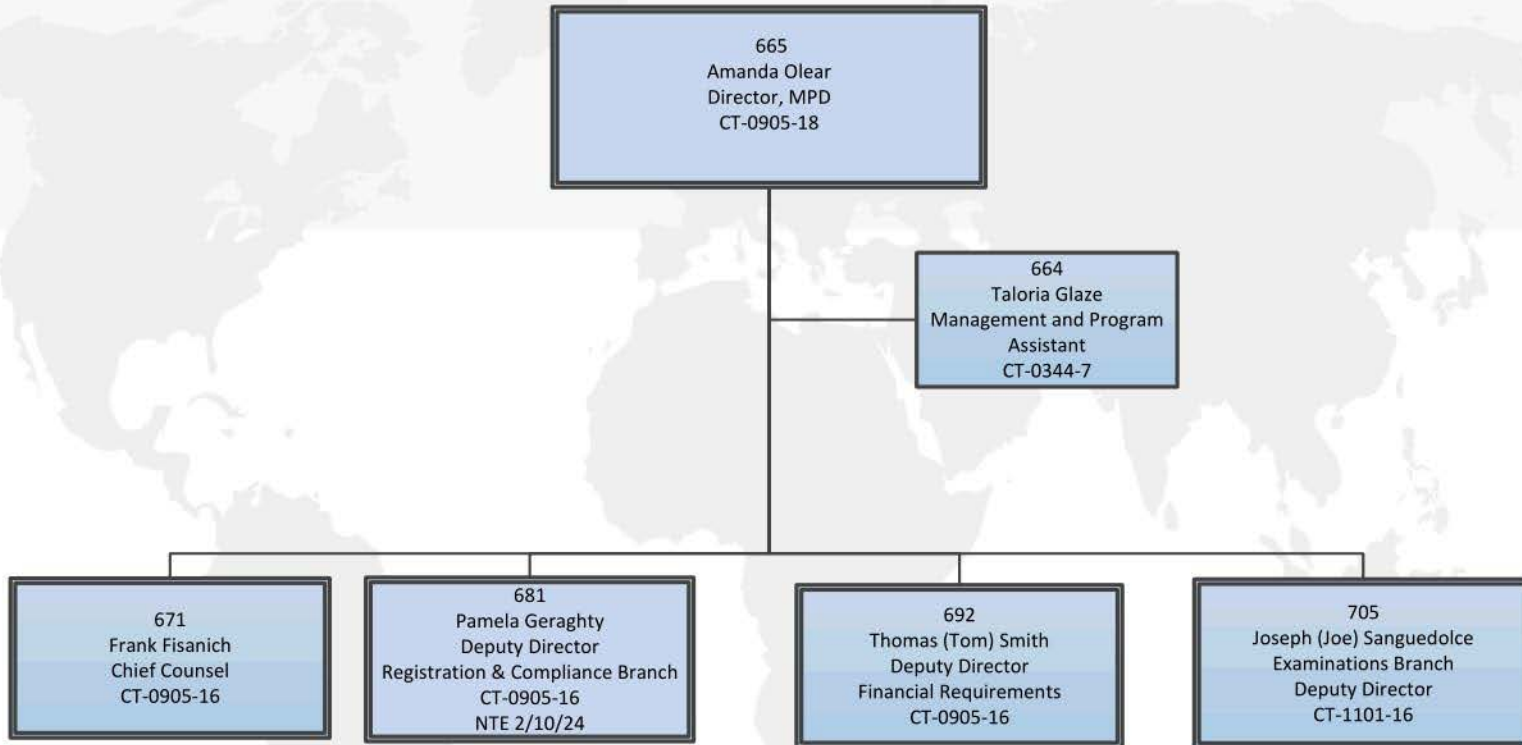 665
Amanda Olear
Director, MPD
CT-0905-18
664
Taloria Glaze
Management and Program
Assistant
CT-0344-7
671
Frank Fisanich
Chief Counsel
CT-0905-16
681
Pamela Geraghty
Deputy Director
Registration & Compliance Branch
CT-0905-16
NTE 2/10/24
692
Thomas (Tom) Smith
Deputy Director
Financial Requirements
CT-0905-16
705
Joseph (Joe) Sanguedolce
Examinations Branch
Deputy Director
CT-1101-16